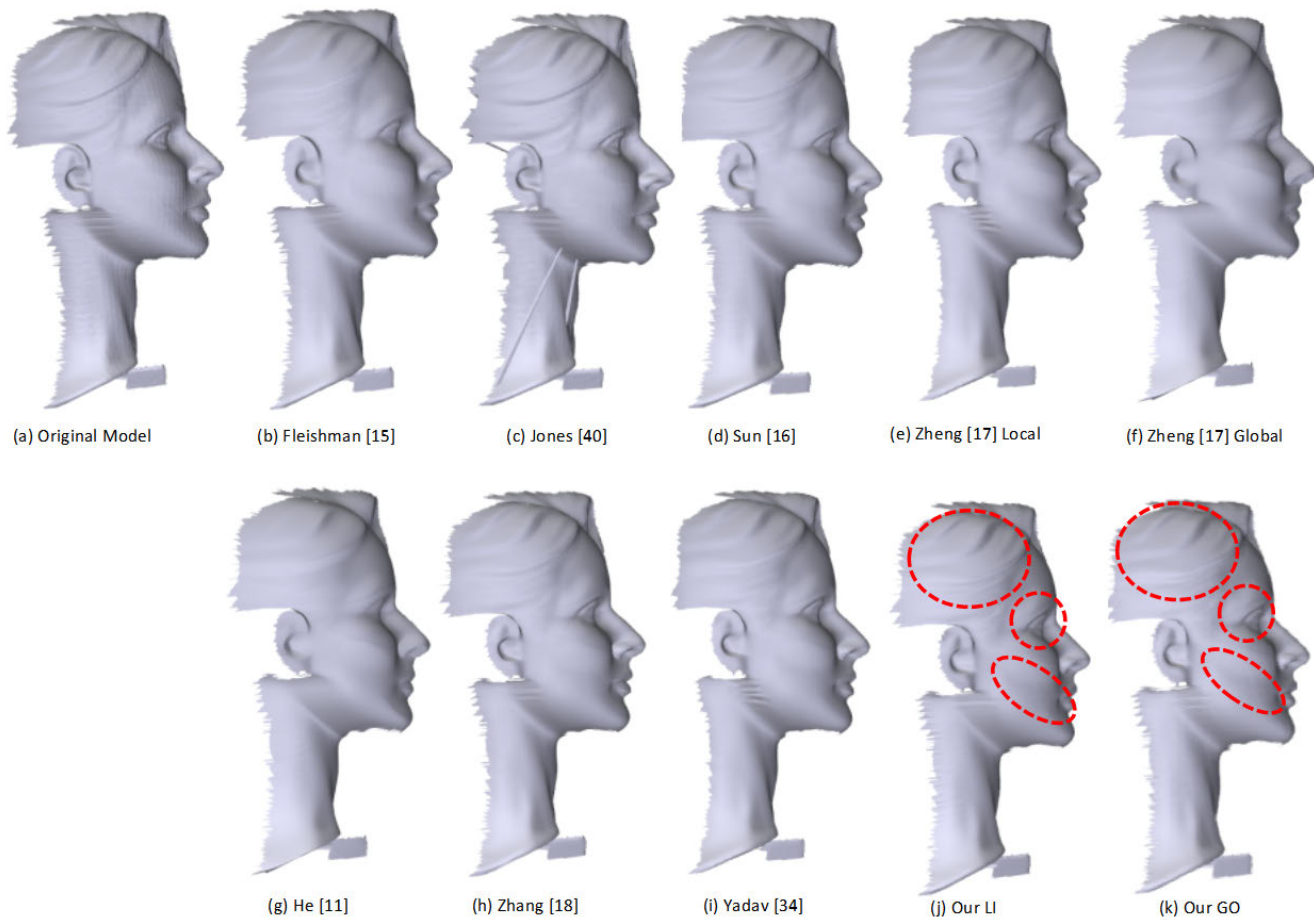 (a) Original Model
(b) Fleishman [15]
(c) Jones [40]
(d) Sun [16]
(e) Zheng [17] Local
(f) Zheng [17] Global
(g) He [11]
(h) Zhang [18]
(i) Yadav [34]
(j) Our LI
(k) Our GO